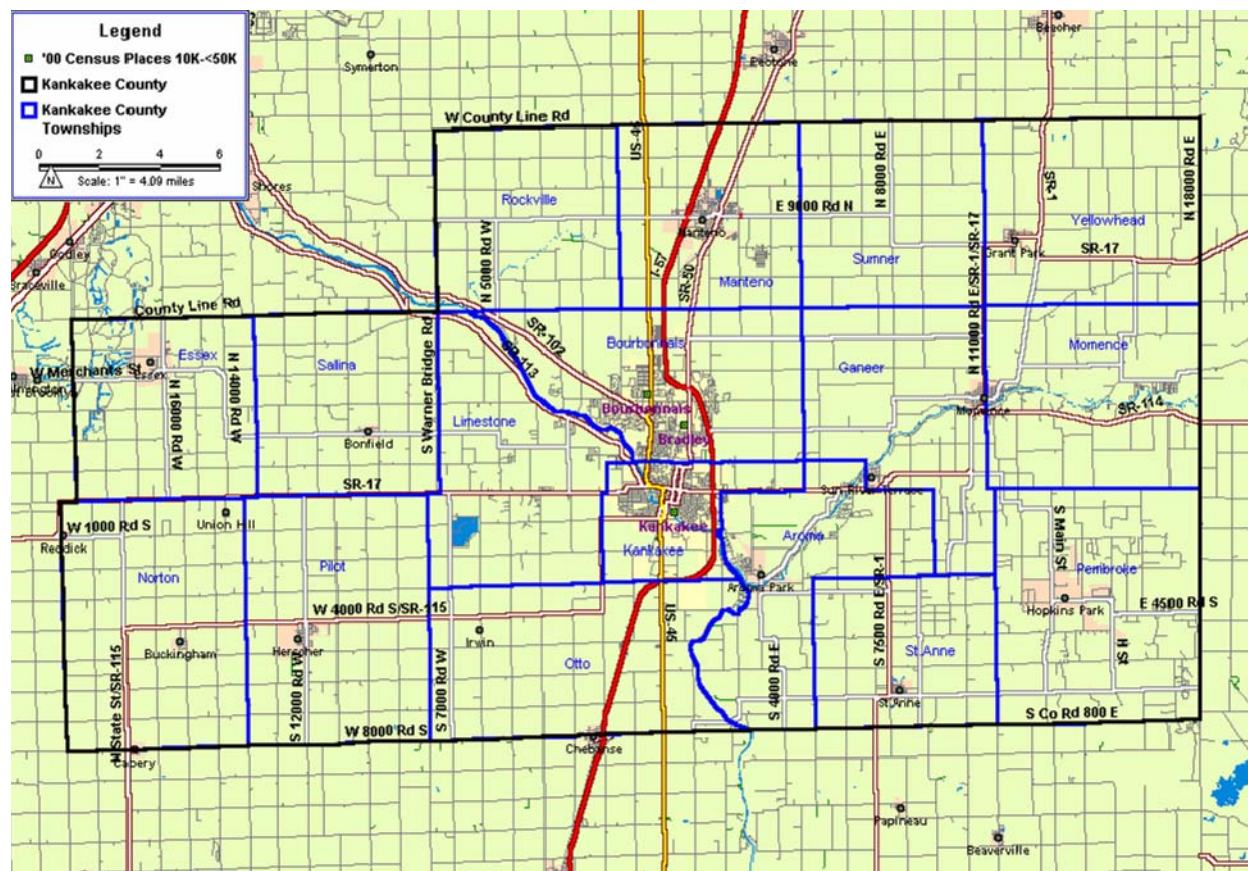 Legend
'00 Census Places 10K-<50K
Kankakee County
Kankakee County
Townships
0 2 4 6
N
Scale: 1" = 4.09 miles
Symerton
Peotone
Beecher
W County Line Rd
US-45
N 8000 Rd E
N 18000 Rd E
SR-1
Shores
Rockville
E 9000 Rd N
Manteno
Yellowhead
Godley
Grant Park
SR-17
Braceville
N 5000 Rd W
I-57
SR-50
Manteno
Sumner
N 11000 Rd E/SR-1/SR-17
County Line Rd
SR-102
SR-113
Bourbonnais
Momence
Essex
Sallina
Ganeer
W Merchants St
Essex
N 14000 Rd W
N 16000 Rd W
S Warner Bridge Rd
Bourbonnais
Momence
SR-114
Limestone
Bonfield
Bradley
SR-17
Sun River Terrace
Union Hill
Kankakee
W 1000 Rd S
Reddick
Aroma
S Main St
Norton
Pilot
Kankakee
Aroma Park
Pembroke
W 4000 Rd S/SR-115
US-45
S 7500 Rd E/SR-1
Hopkins Park
E 4500 Rd S
Buckingham
Herscher
Irwin
Otto
St Anne
H St
N State St/SR-115
S 12000 Rd W
S 7000 Rd W
S 4000 Rd E
St. Anne
S Co Rd 800 E
W 8000 Rd S
Cabery
Chebanse
Papineau
Beaverville